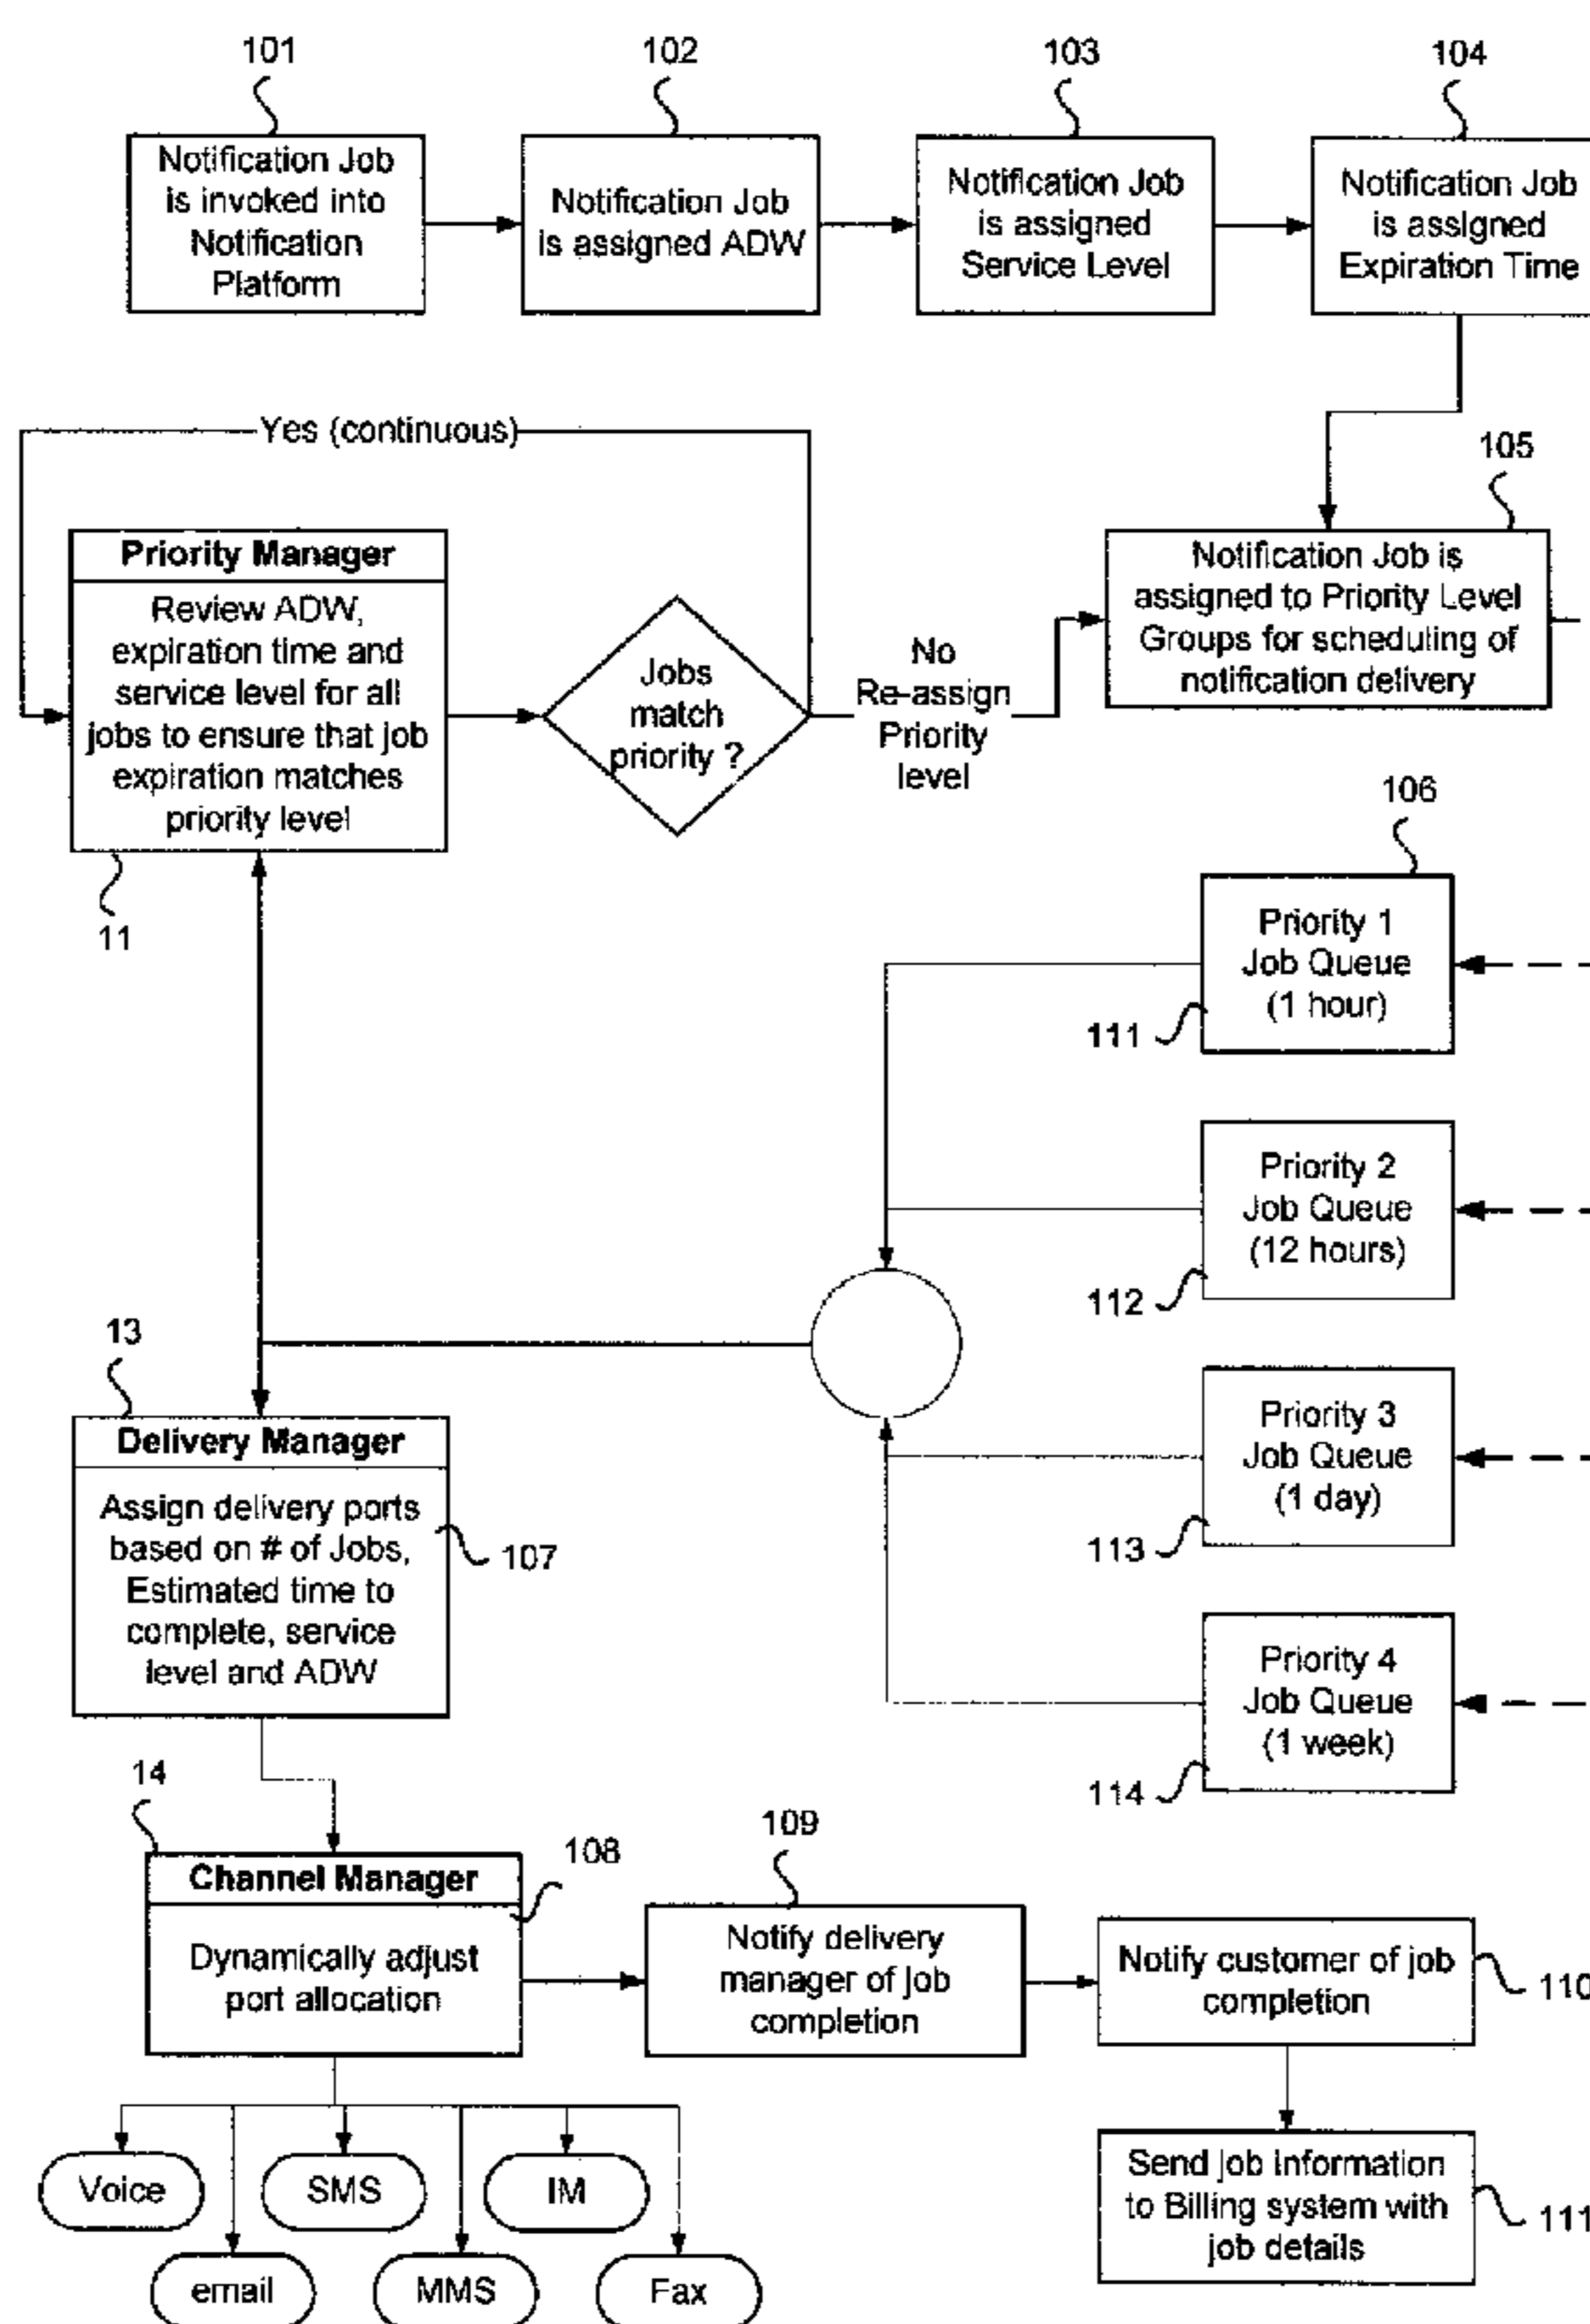 101
102
103
104
Notification Job
is invoked into
Notification
Platform
Notification Job
is assigned ADW
Notification Job
is assigned
Service Level
Notification Job
is assigned
Expiration Time
Yes (continuous)
105
Priority Manager
Review ADW,
expiration time and
service level for all
jobs to ensure that job
expiration matches
priority level
11
Jobs
match
priority ?
No
Re-assign
Priority
level
Notification Job is
assigned to Priority Level
Groups for scheduling of
notification delivery
106
Priority 1
Job Queue
(1 hour)
111
Priority 2
Job Queue
(12 hours)
112
Priority 3
Job Queue
(1 day)
113
Priority 4
Job Queue
(1 week)
114
13
Delivery Manager
Assign delivery ports
based on # of Jobs,
Estimated time to
complete, service
level and ADW
107
14
Channel Manager
Dynamically adjust
port allocation
108
109
Notify delivery
manager of job
completion
Notify customer of job
completion
110
Send job information
to Billing system with
job details
111
Voice
SMS
IM
email
MMS
Fax